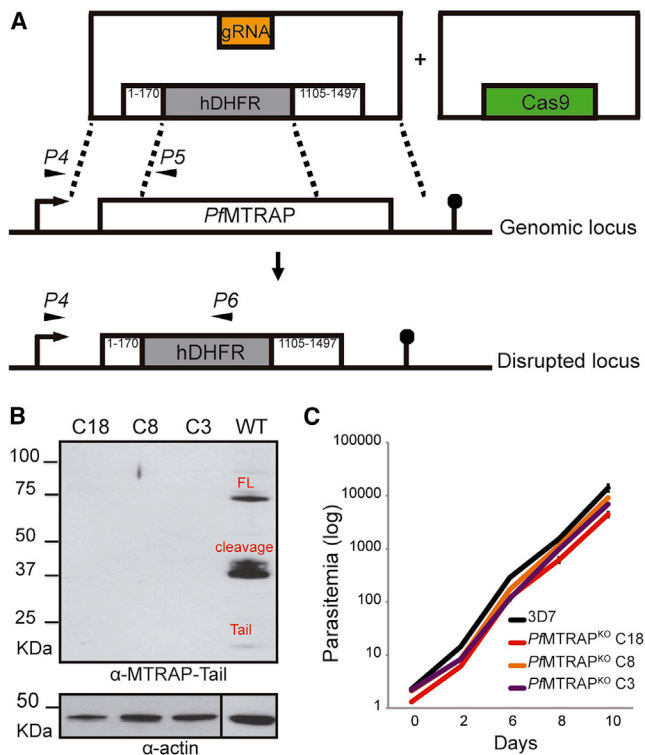 A
gRNA
1-170
hDHFR
1105-1497
+
Cas9
P4
P5
PfMTRAP
Genomic locus
P4
P6
1-170
hDHFR
1105-1497
Disrupted locus
B
C18 C8 C3 WT
100
75
50
37
25
KDa
FL
cleavage
Tail
α-MTRAP-Tail
50
KDa
α-actin
C
Parasitemia (log)
100000
10000
1000
100
10
1
3D7
PfMTRAPKO C18
PfMTRAPKO C8
PfMTRAPKO C3
0 2 6 8 10
Days